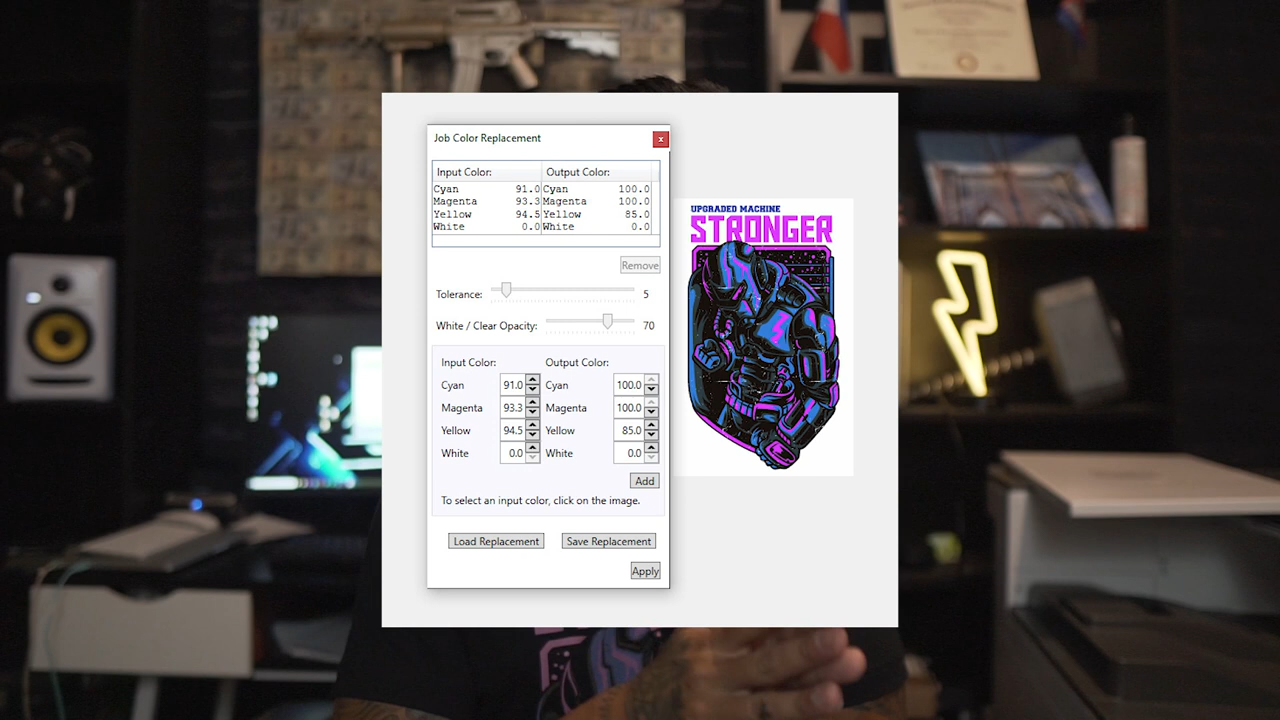 Job Color Replacement
x
Input Color: Output Color:
Cyan 91.0 Cyan 100.0
Magenta 93.3 Magenta 100.0
Yellow 94.5 Yellow 85.0
White 0.0 White 0.0
Remove
Tolerance: 5
White / Clear Opacity: 70
Input Color: Output Color:
Cyan 91.0 Cyan 100.0
Magenta 93.3 Magenta 100.0
Yellow 94.5 Yellow 85.0
White 0.0 White 0.0
Add
To select an input color, click on the image.
Load Replacement Save Replacement
Apply
UPGRADED MACHINE
STRONGER